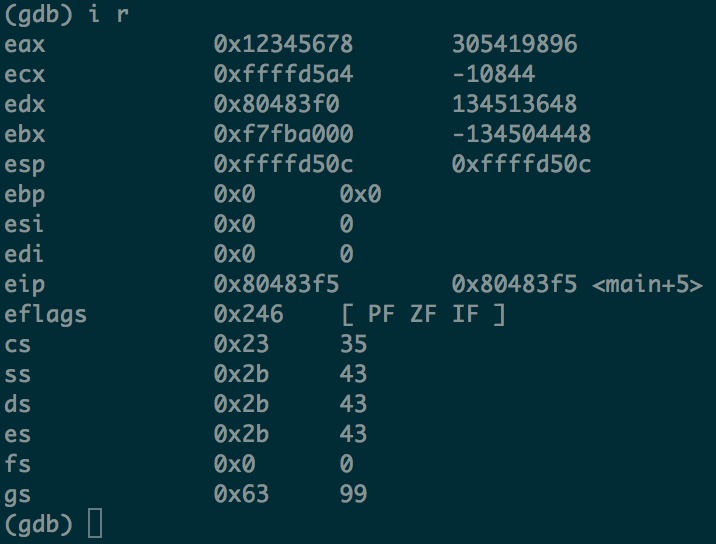 (gdb) i r
eax            0x12345678       305419896
ecx            0xffffd5a4       -10844
edx            0x80483f0        134513648
ebx            0xf7fba000       -134504448
esp            0xffffd50c       0xffffd50c
ebp            0x0      0x0
esi            0x0      0
edi            0x0      0
eip            0x80483f5        0x80483f5 <main+5>
eflags         0x246    [ PF ZF IF ]
cs             0x23     35
ss             0x2b     43
ds             0x2b     43
es             0x2b     43
fs             0x0      0
gs             0x63     99
(gdb)